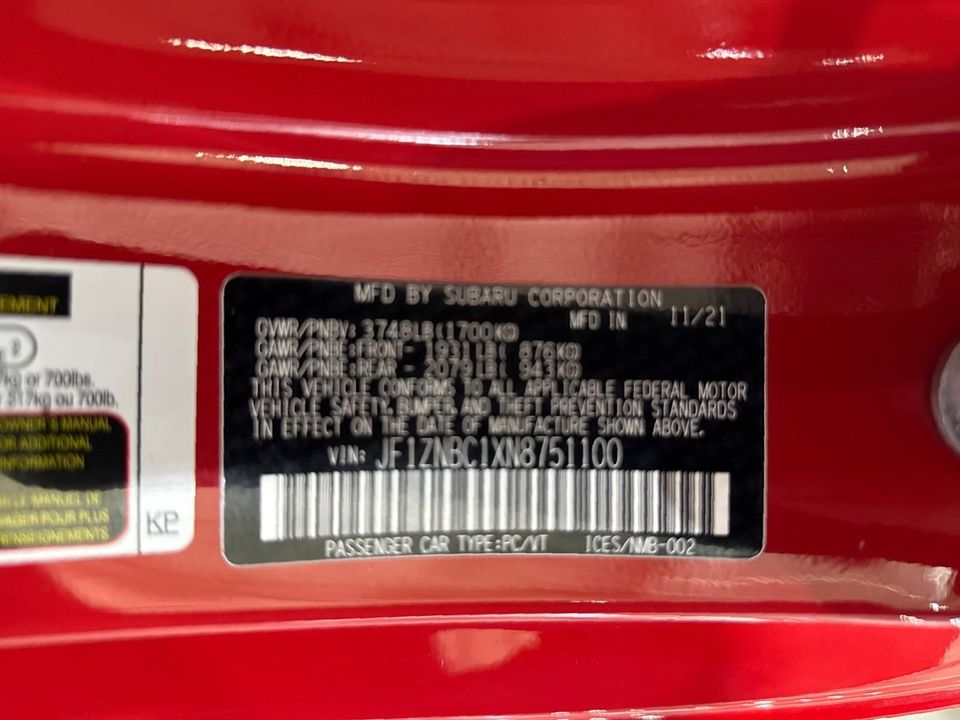 EMENT
kg or 700lbs.
317kg ou 700lb.
OWNER'S MANUAL
OR ADDITIONAL
INFORMATION
LE MANUEL DE
POUR PLUS
RENSEIGNEMENTS
KP
MFD BY SUBARU CORPORATION
MFD IN 11/21
GVWR/PNBV: 3748LB(1700KG)
GAWR/PNBE:FRONT- 1931LB( 876KG)
GAWR/PNBE:REAR - 2079LB( 943KG)
THIS VEHICLE CONFORMS TO ALL APPLICABLE FEDERAL MOTOR
VEHICLE SAFETY, BUMPER, AND THEFT PREVENTION STANDARDS
IN EFFECT ON THE DATE OF MANUFACTURE SHOWN ABOVE.
VIN: JF1ZNBC1XN8751100
PASSENGER CAR TYPE:PC/VT ICES/NMB-002